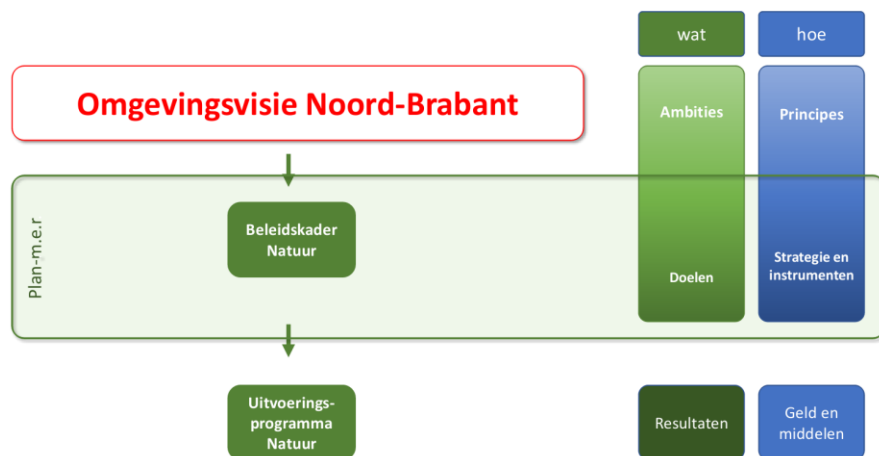 wat
hoe
Omgevingsvisie Noord-Brabant
Ambities
Principes
Plan-m.e.r
Beleidskader
Natuur
Doelen
Strategie en
instrumenten
Uitvoerings-
programma
Natuur
Resultaten
Geld en
middelen